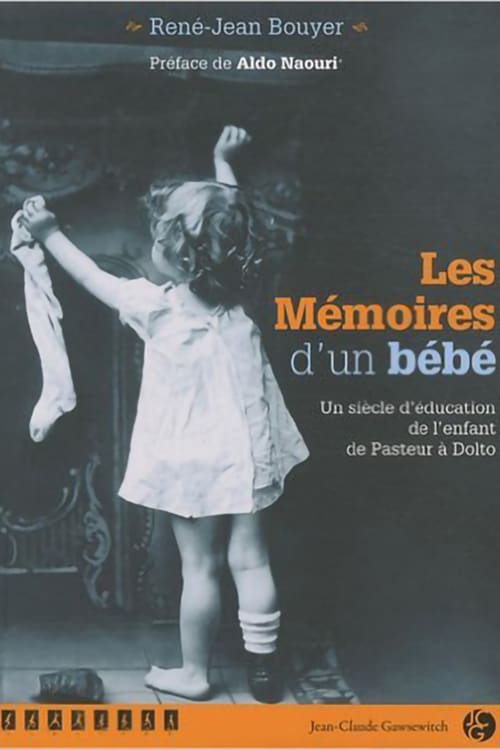 René-Jean Bouyer
Préface de Aldo Naouri
Les
Mémoires
d'un bébé
Un siècle d'éducation
de l'enfant
de Pasteur à Dolto
Jean-Claude Gawsewitch